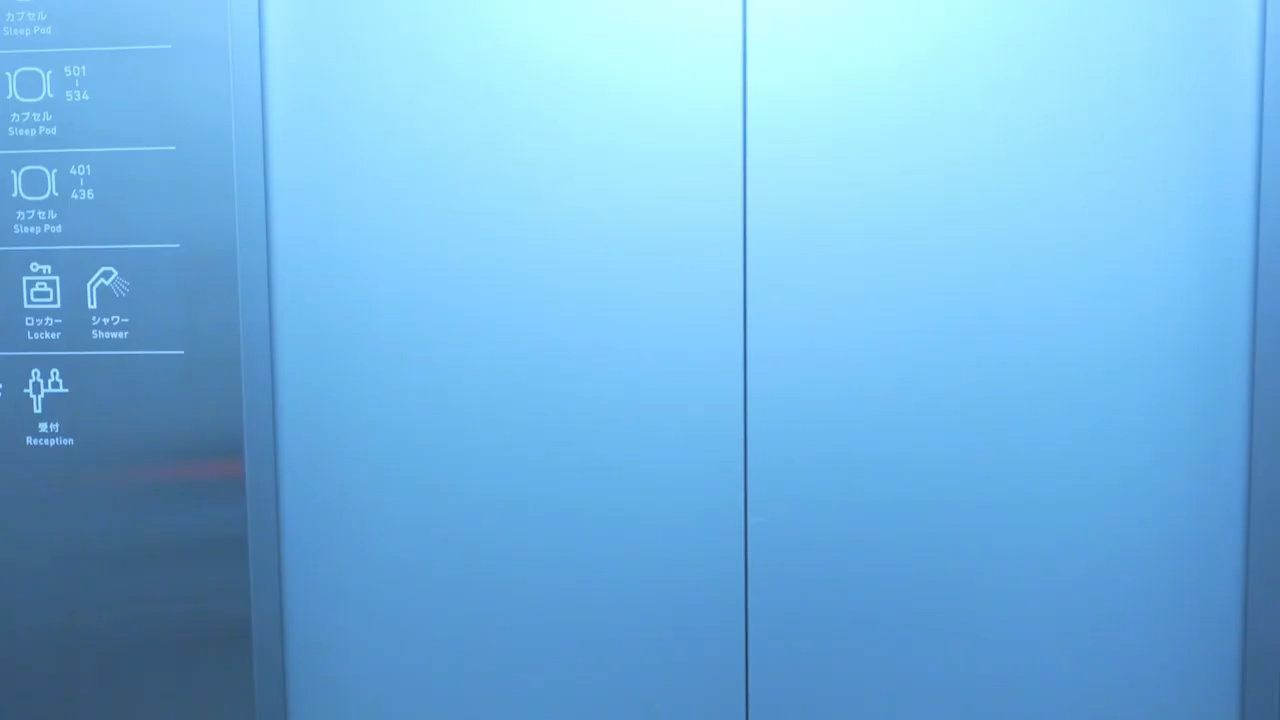 カプセル
Sleep Pod
501
534
カプセル
Sleep Pod
401
436
カプセル
Sleep Pod
ロッカー シャワー
Locker Shower
受付
Reception